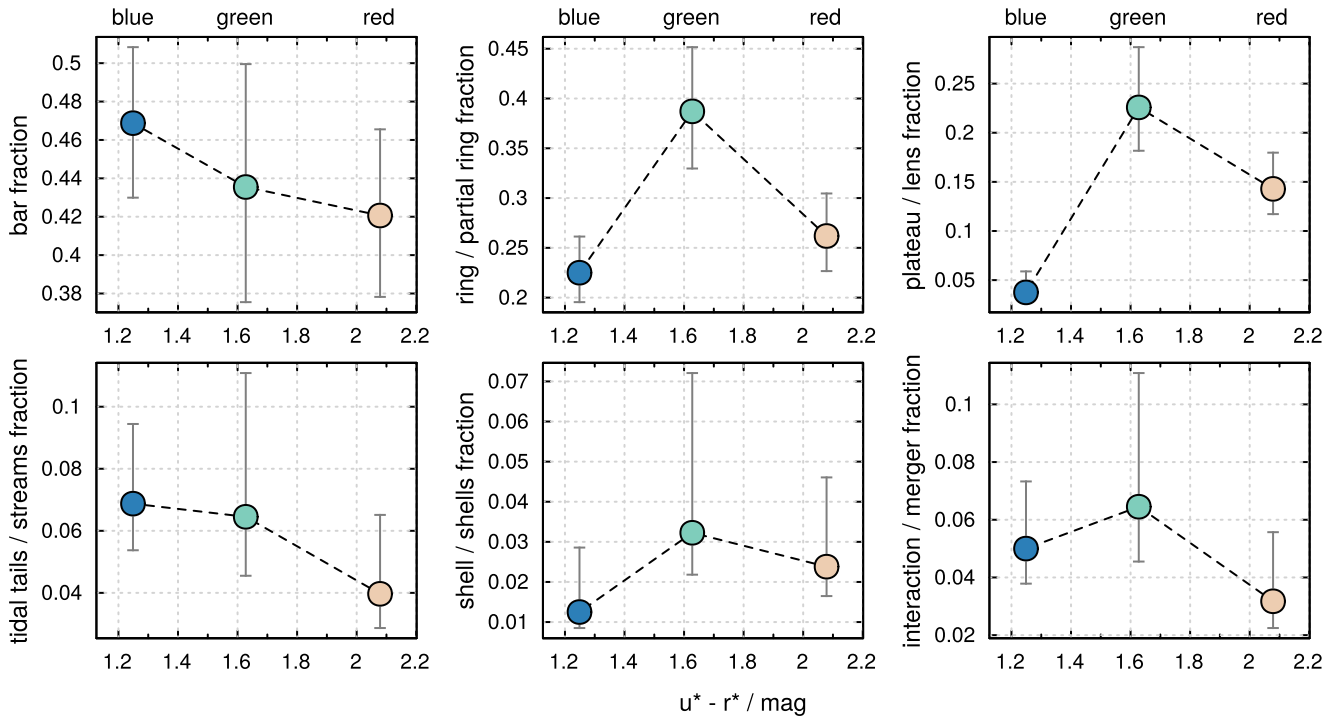 blue green red
blue green red
blue green red
bar fraction
0.5
0.48
0.46
0.44
0.42
0.4
0.38
1.2 1.4 1.6 1.8 2 2.2
ring / partial ring fraction
0.45
0.4
0.35
0.3
0.25
0.2
1.2 1.4 1.6 1.8 2 2.2
plateau / lens fraction
0.25
0.2
0.15
0.1
0.05
1.2 1.4 1.6 1.8 2 2.2
tidal tails / streams fraction
0.1
0.08
0.06
0.04
1.2 1.4 1.6 1.8 2 2.2
shell / shells fraction
0.07
0.06
0.05
0.04
0.03
0.02
0.01
1.2 1.4 1.6 1.8 2 2.2
interaction / merger fraction
0.1
0.08
0.06
0.04
0.02
1.2 1.4 1.6 1.8 2 2.2
u* - r* / mag